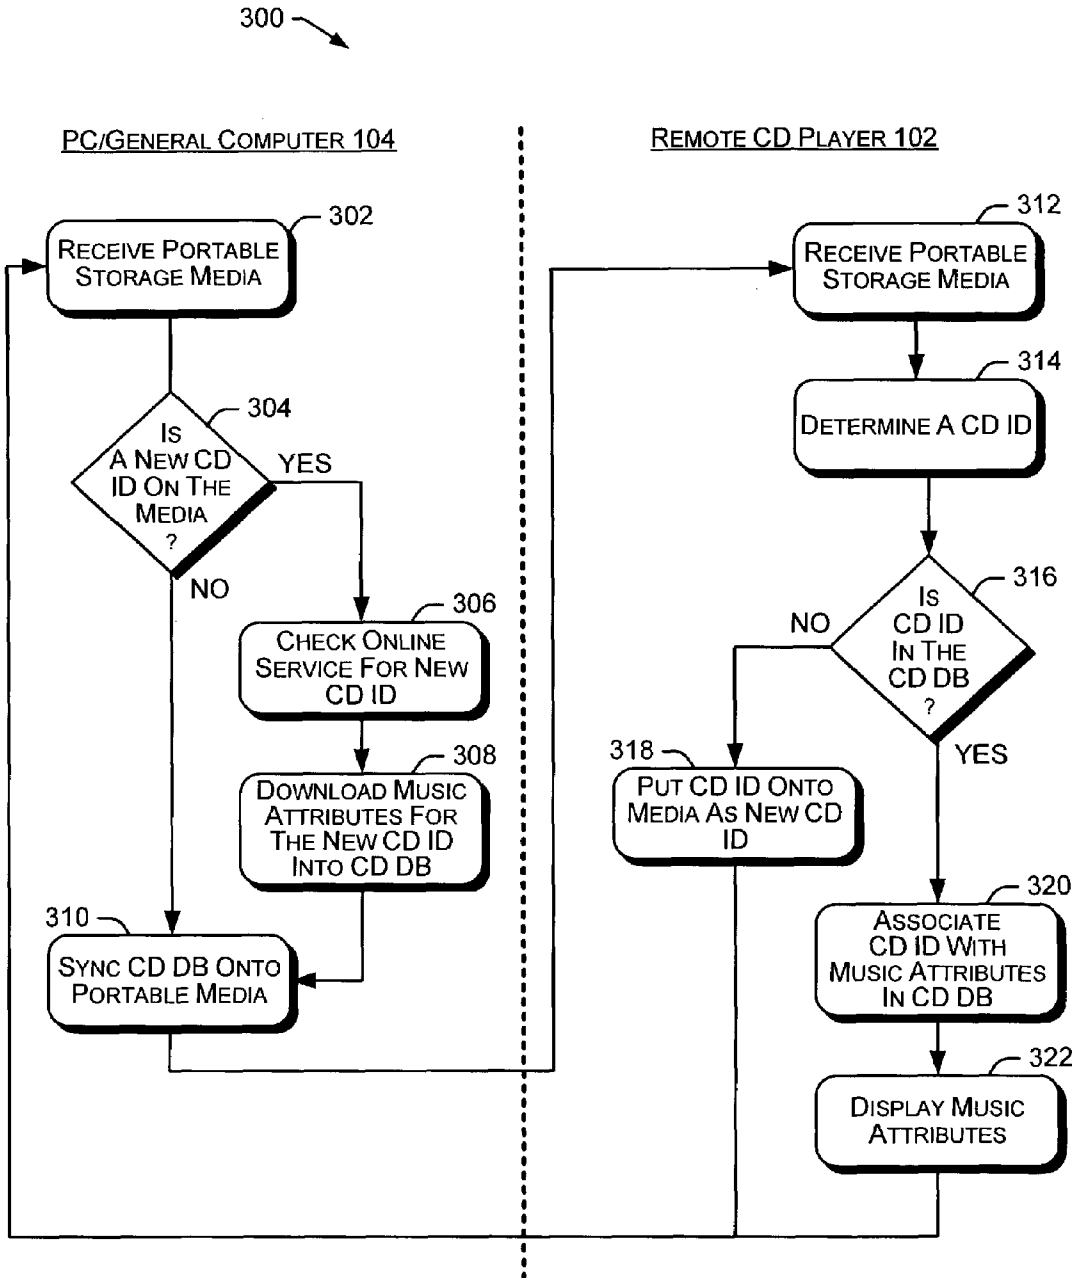 300
PC/GENERAL COMPUTER 104
REMOTE CD PLAYER 102
302
RECEIVE PORTABLE
STORAGE MEDIA
304
IS
A NEW CD
ID ON THE
MEDIA
?
YES
NO
306
CHECK ONLINE
SERVICE FOR NEW
CD ID
308
DOWNLOAD MUSIC
ATTRIBUTES FOR
THE NEW CD ID
INTO CD DB
310
SYNC CD DB ONTO
PORTABLE MEDIA
312
RECEIVE PORTABLE
STORAGE MEDIA
314
DETERMINE A CD ID
316
IS
CD ID
IN THE
CD DB
?
NO
YES
318
PUT CD ID ONTO
MEDIA AS NEW CD
ID
320
ASSOCIATE
CD ID WITH
MUSIC ATTRIBUTES
IN CD DB
322
DISPLAY MUSIC
ATTRIBUTES